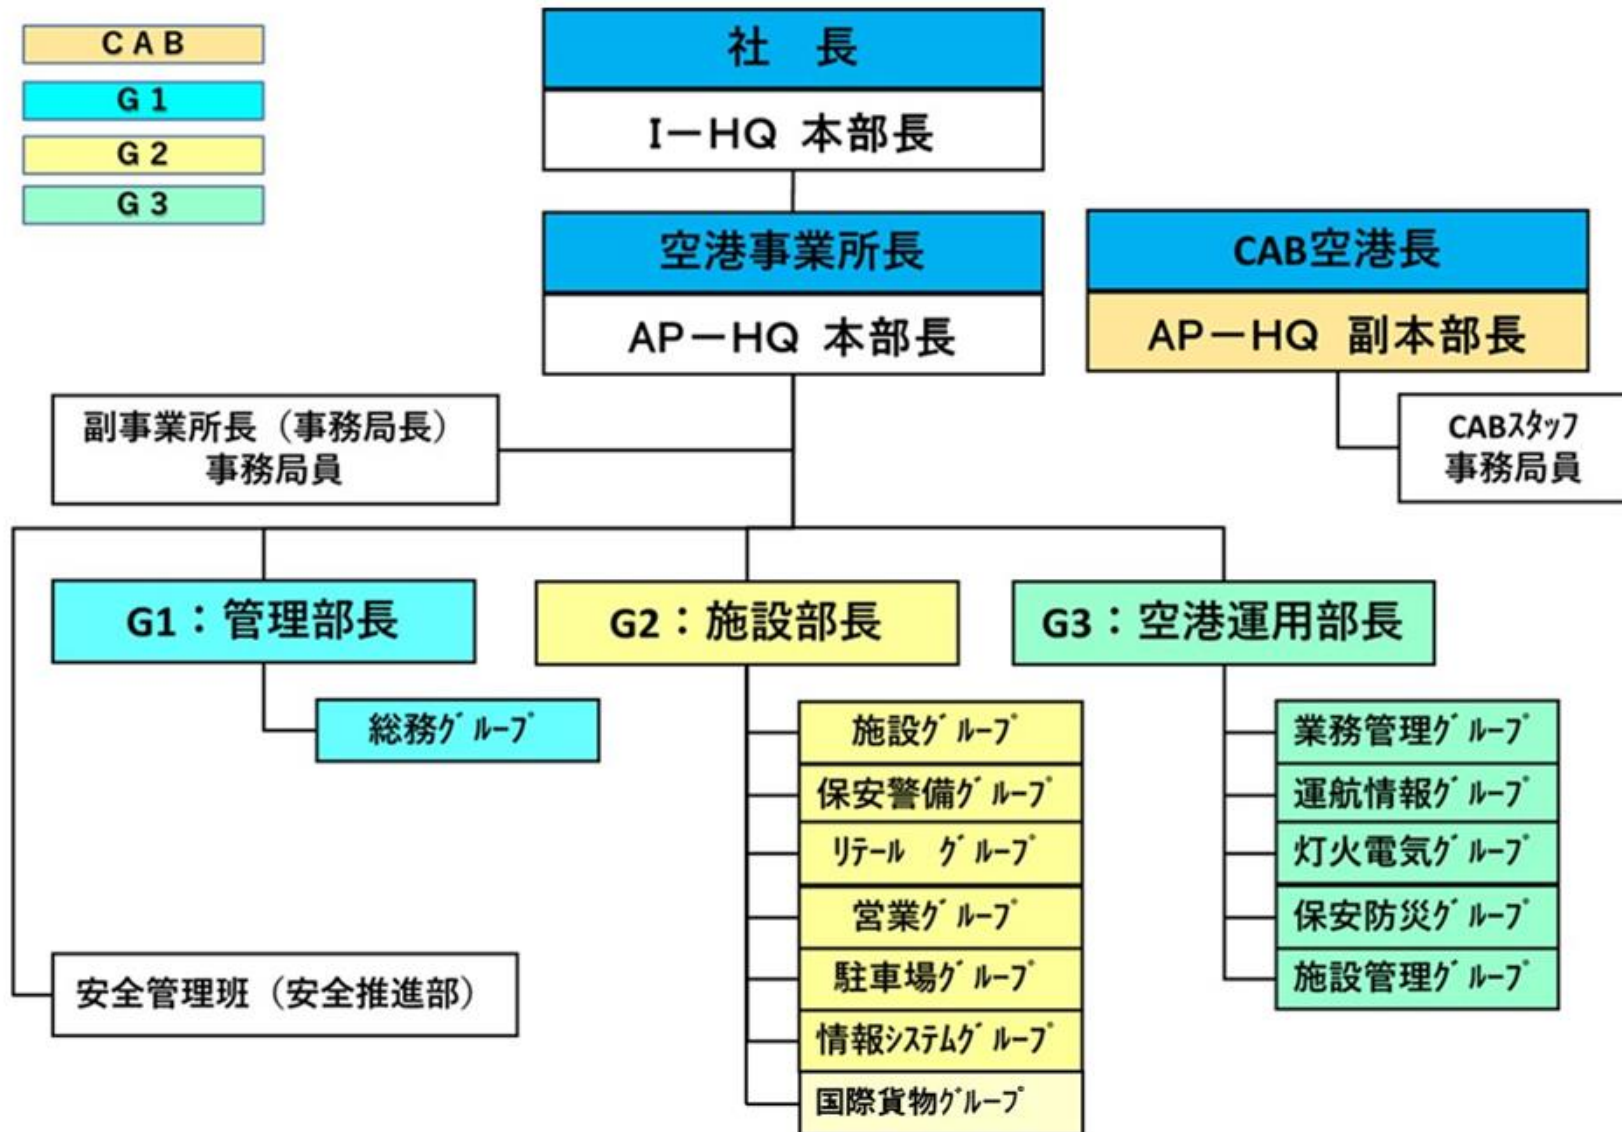 CAB
G1
G2
G3
社 長
I－HQ 本部長
空港事業所長
AP－HQ 本部長
CAB空港長
AP－HQ 副本部長
副事業所長（事務局長）
事務局員
CABｽﾀｯﾌ
事務局員
G1：管理部長
G2：施設部長
G3：空港運用部長
総務ｸﾞﾙｰﾌﾟ
施設ｸﾞﾙｰﾌﾟ
保安警備ｸﾞﾙｰﾌﾟ
ﾘﾃｰﾙ ｸﾞﾙｰﾌﾟ
営業ｸﾞﾙｰﾌﾟ
駐車場ｸﾞﾙｰﾌﾟ
情報ｼｽﾃﾑｸﾞﾙｰﾌﾟ
国際貨物ｸﾞﾙｰﾌﾟ
業務管理ｸﾞﾙｰﾌﾟ
運航情報ｸﾞﾙｰﾌﾟ
灯火電気ｸﾞﾙｰﾌﾟ
保安防災ｸﾞﾙｰﾌﾟ
施設管理ｸﾞﾙｰﾌﾟ
安全管理班（安全推進部）